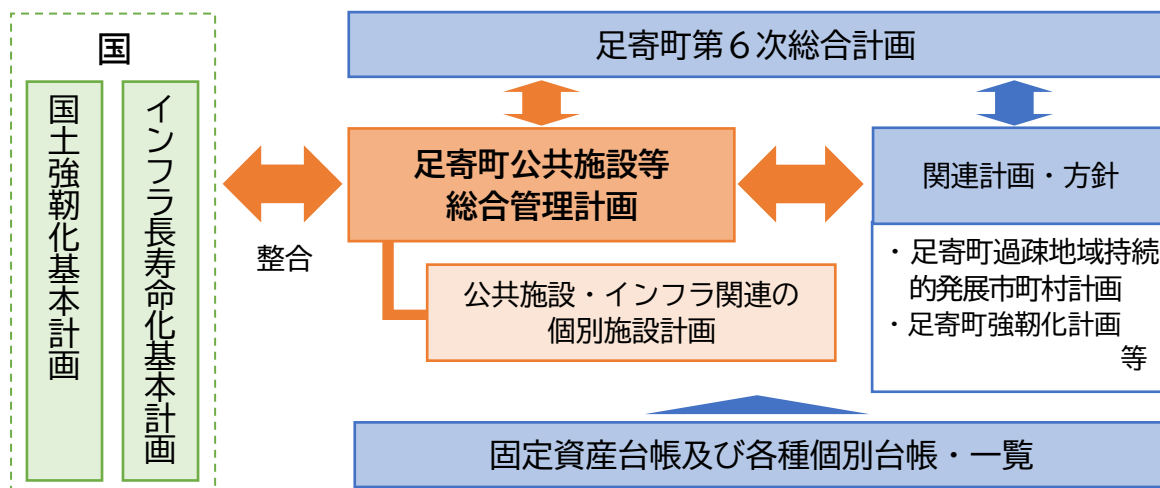 国
国土強靭化基本計画
インフラ長寿命化基本計画
整合
足寄町第６次総合計画
足寄町公共施設等
総合管理計画
公共施設・インフラ関連の
個別施設計画
関連計画・方針
・足寄町過疎地域持続
的発展市町村計画
・足寄町強靭化計画
等
固定資産台帳及び各種個別台帳・一覧